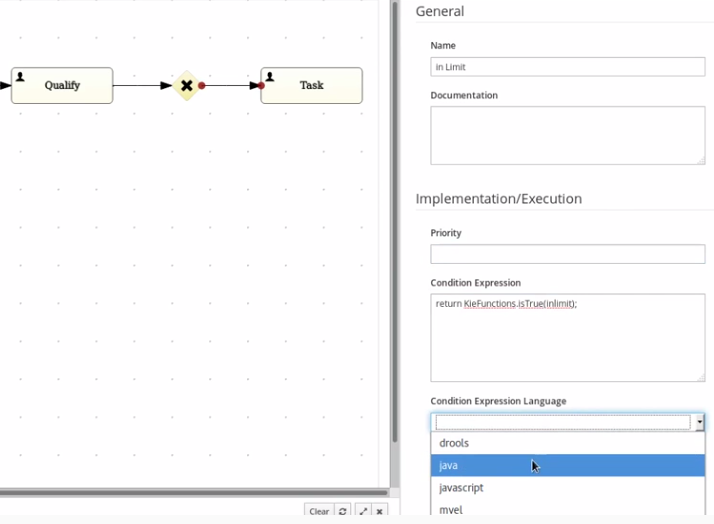 General
Name
in Limit
Documentation
Qualify
Task
Implementation/Execution
Priority
Condition Expression
return KieFunctions.isTrue(inlimit);
Condition Expression Language
drools
java
javascript
mvel
Clear